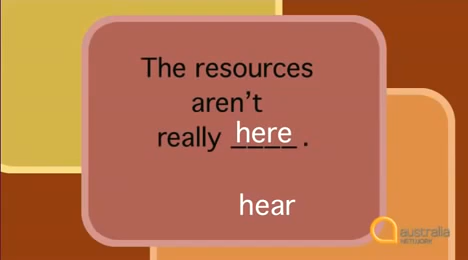 The resources
aren't
really here.
hear
australia
NETWORK